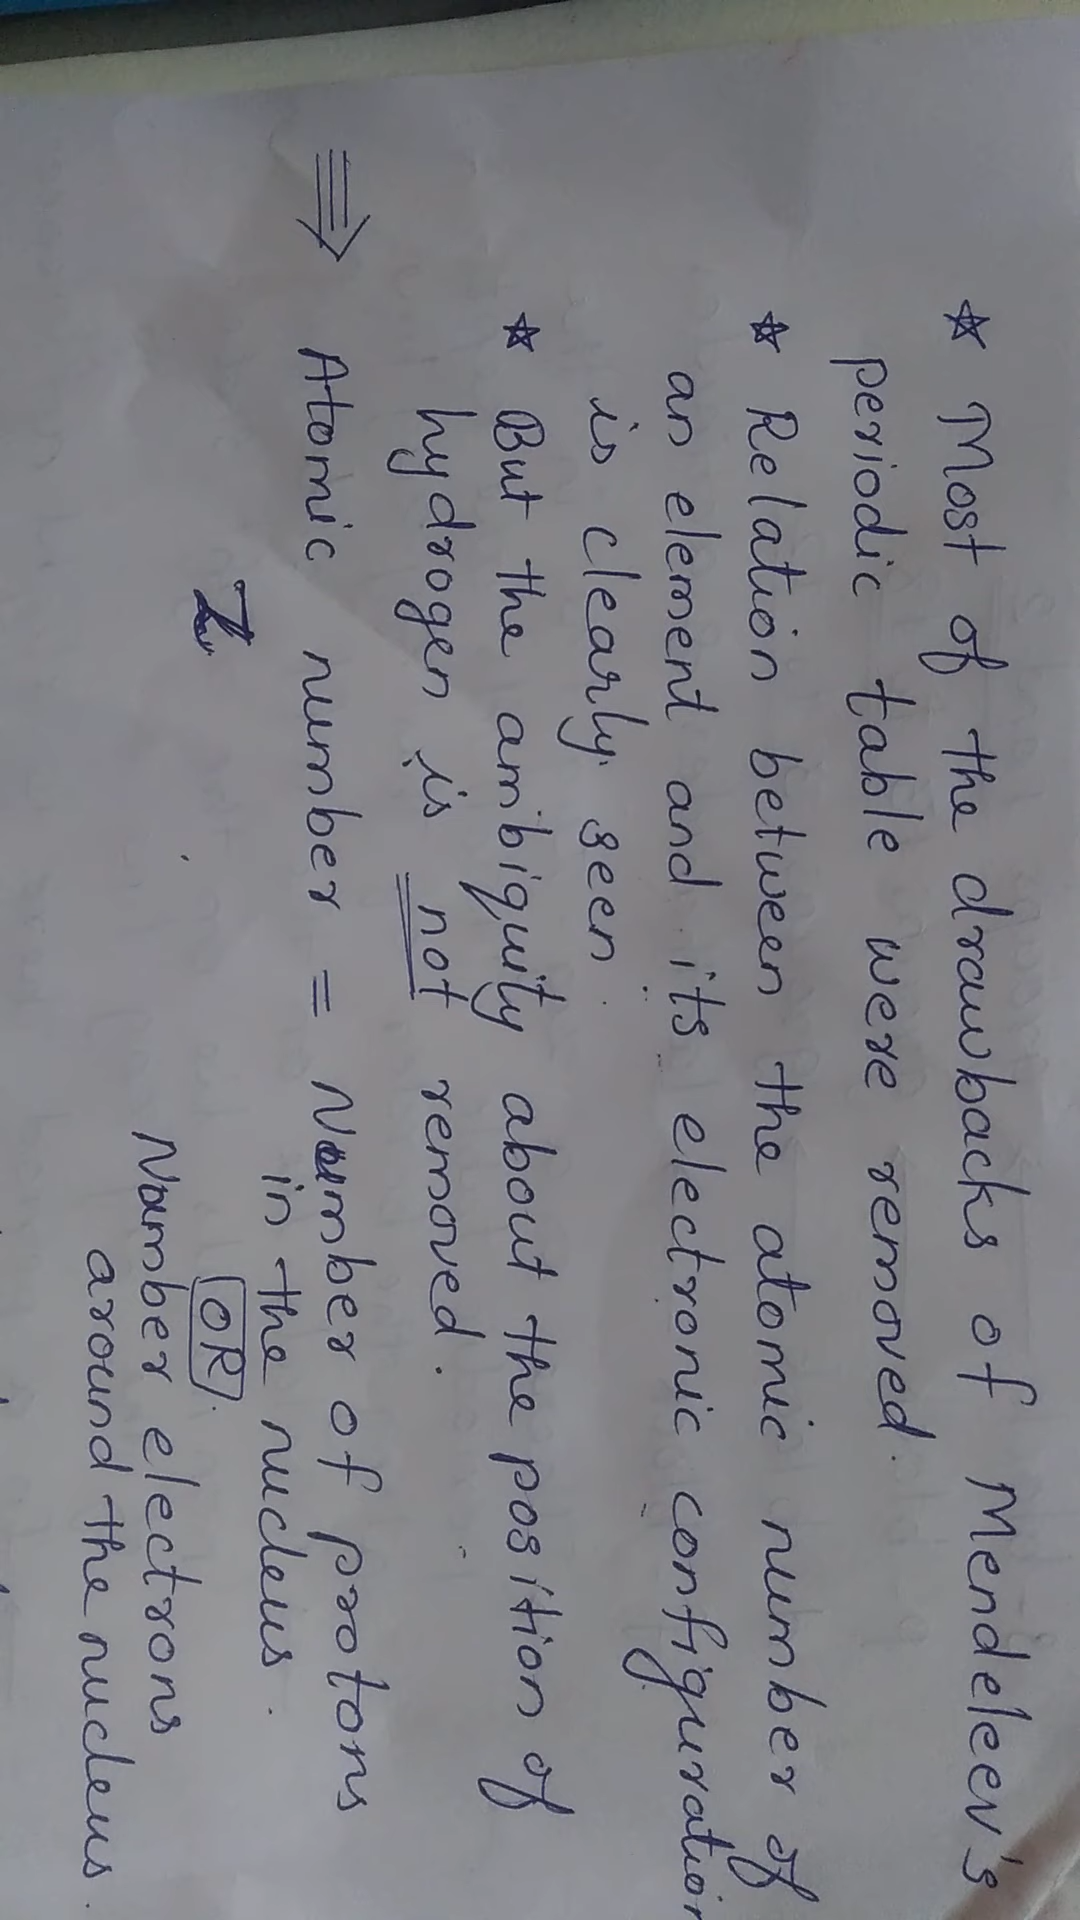 ☆ Most of the drawbacks of Mendeleev's
periodic table were removed.
☆ Relation between the atomic number of
an element and its electronic configuration
is clearly seen.
☆ But the ambiguity about the position of
hydrogen is not removed.
⇒ Atomic number = Number of protons
in the nucleus.
Z
OR
Number electrons
around the nucleus.